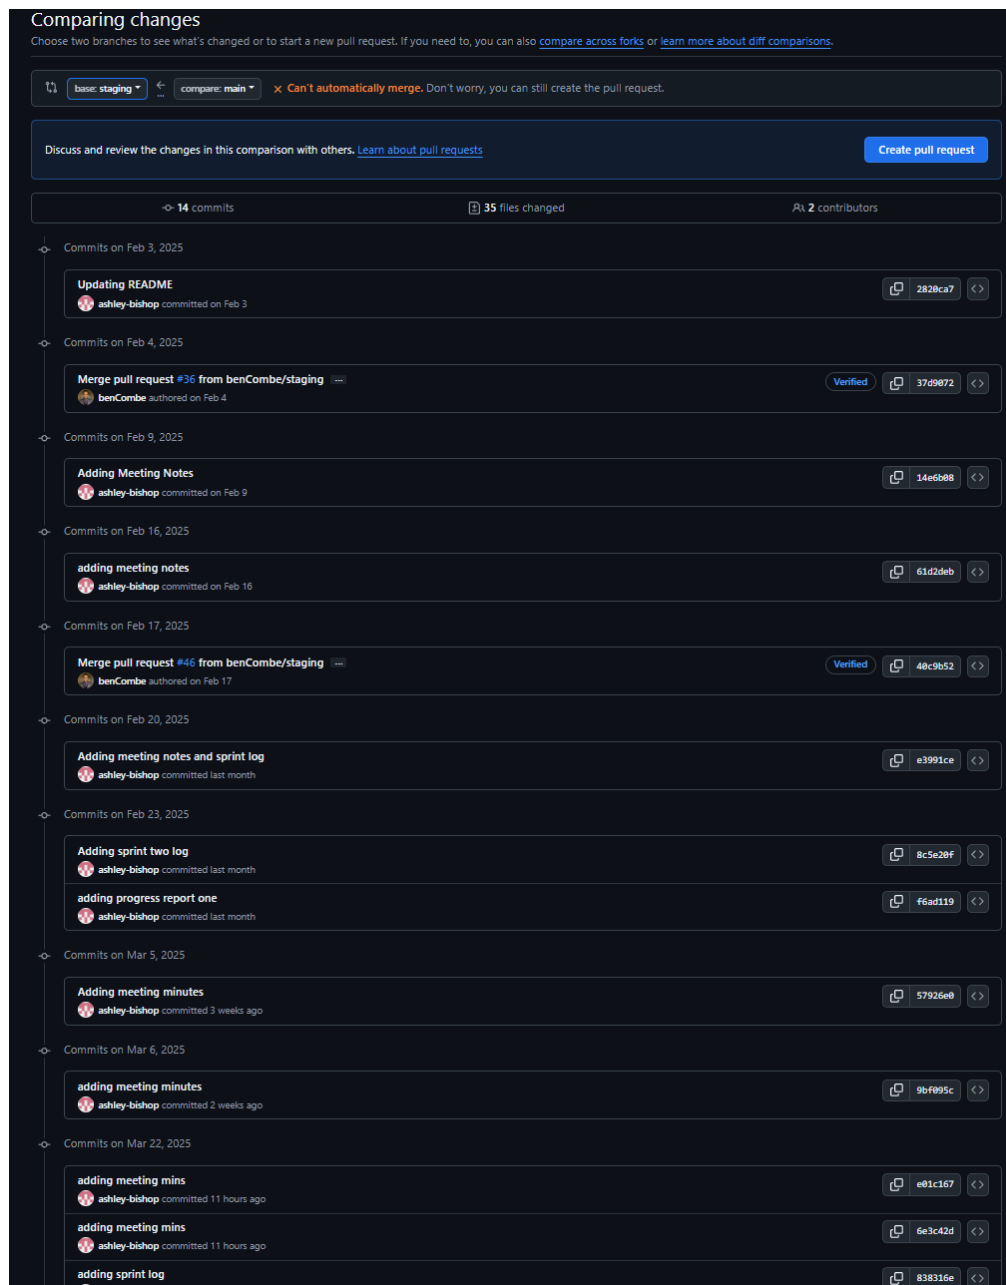 Comparing changes
Choose two branches to see what's changed or to start a new pull request. If you need to, you can also compare across forks or learn more about diff comparisons.
base: staging compare: main Can't automatically merge. Don't worry, you can still create the pull request.
Discuss and review the changes in this comparison with others. Learn about pull requests Create pull request
14 commits 35 files changed 2 contributors
Commits on Feb 3, 2025
Updating README 2820ca7
ashley-bishop committed on Feb 3
Commits on Feb 4, 2025
Merge pull request #36 from benCombe/staging ... Verified 37d9072
benCombe authored on Feb 4
Commits on Feb 9, 2025
Adding Meeting Notes 14e6b08
ashley-bishop committed on Feb 9
Commits on Feb 16, 2025
adding meeting notes 61d2deb
ashley-bishop committed on Feb 16
Commits on Feb 17, 2025
Merge pull request #46 from benCombe/staging ... Verified 40c9b52
benCombe authored on Feb 17
Commits on Feb 20, 2025
Adding meeting notes and sprint log e3991ce
ashley-bishop committed last month
Commits on Feb 23, 2025
Adding sprint two log 8c5e20f
ashley-bishop committed last month
adding progress report one f6ad119
ashley-bishop committed last month
Commits on Mar 5, 2025
Adding meeting minutes 57926e0
ashley-bishop committed 3 weeks ago
Commits on Mar 6, 2025
adding meeting minutes 9bf095c
ashley-bishop committed 2 weeks ago
Commits on Mar 22, 2025
adding meeting mins e01c167
ashley-bishop committed 11 hours ago
adding meeting mins 6e3c42d
ashley-bishop committed 11 hours ago
adding sprint log 838316e